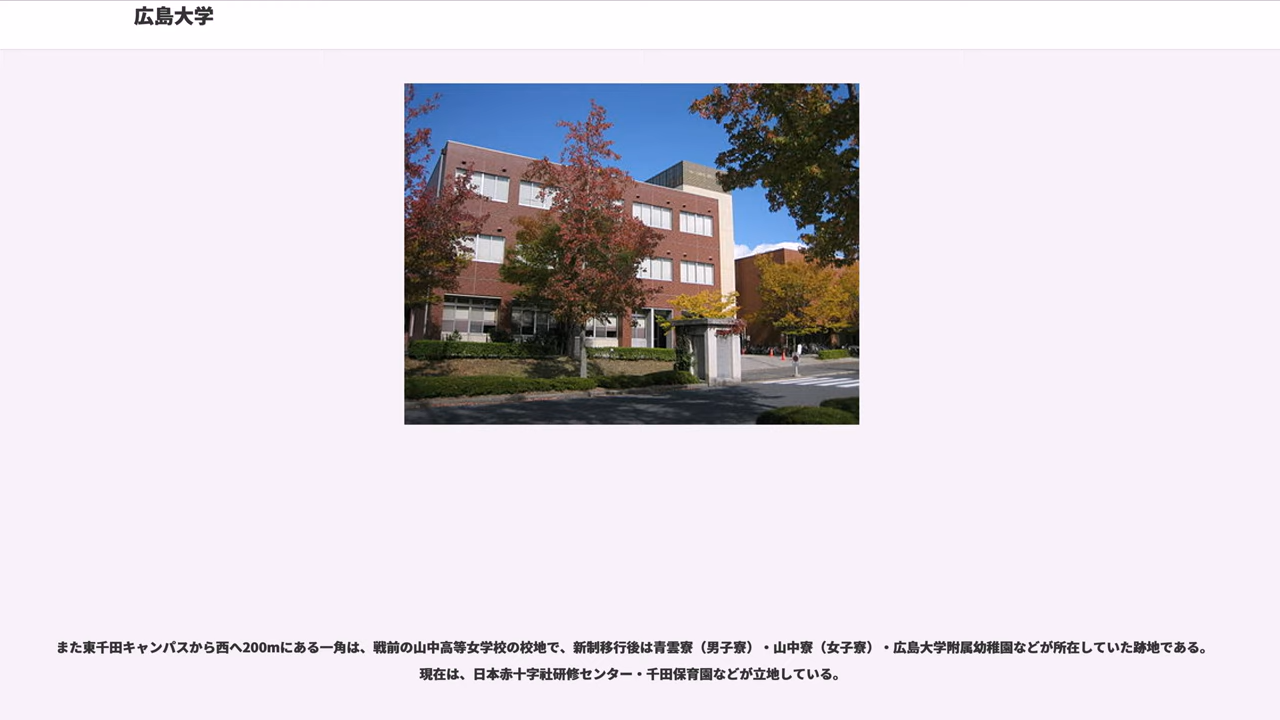 広島大学
また東千田キャンパスから西へ200mにある一角は、戦前の山中高等女学校の校地で、新制移行後は青雲寮（男子寮）・山中寮（女子寮）・広島大学附属幼稚園などが所在していた跡地である。
現在は、日本赤十字社研修センター・千田保育園などが立地している。